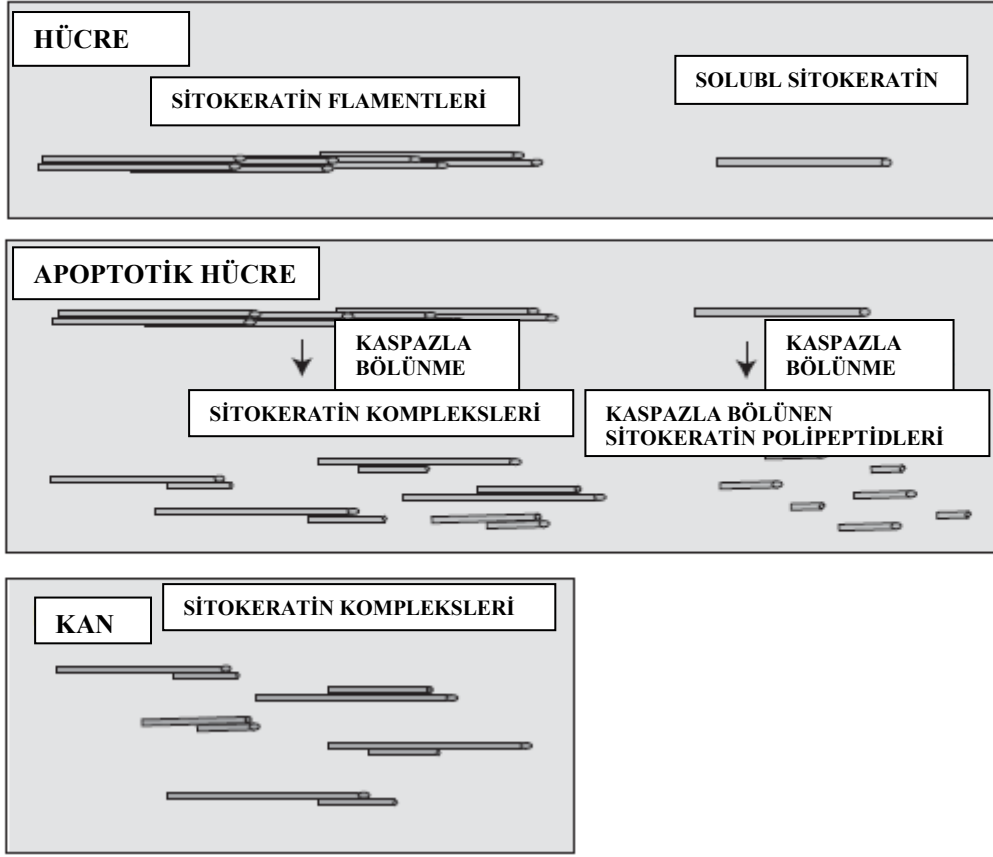 HÜCRE
SİTOKERATİN FLAMENTLERİ
SOLUBL SİTOKERATİN
APOPTOTİK HÜCRE
KASPAZLA
BÖLÜNME
KASPAZLA
BÖLÜNME
SİTOKERATİN KOMPLEKSLERİ
KASPAZLA BÖLÜNEN
SİTOKERATİN POLİPEPTİDLERİ
KAN
SİTOKERATİN KOMPLEKSLERİ